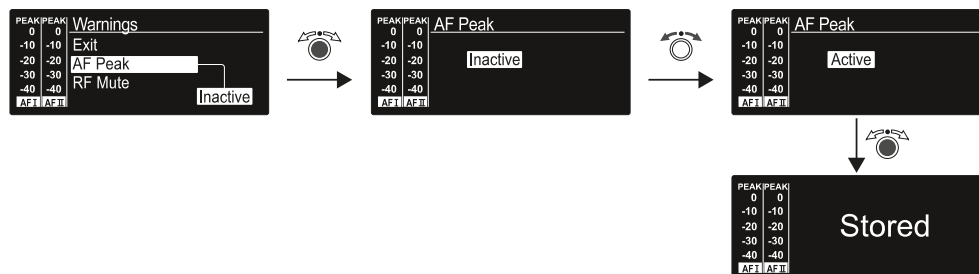 PEAK PEAK Warnings
0 0
-10 -10 Exit
-20 -20 AF Peak
-30 -30 RF Mute
-40 -40 Inactive
AF I AF II
PEAK PEAK AF Peak
0 0
-10 -10
-20 -20 Inactive
-30 -30
-40 -40
AF I AF II
PEAK PEAK AF Peak
0 0
-10 -10
-20 -20 Active
-30 -30
-40 -40
AF I AF II
PEAK PEAK
0 0
-10 -10
-20 -20 Stored
-30 -30
-40 -40
AF I AF II